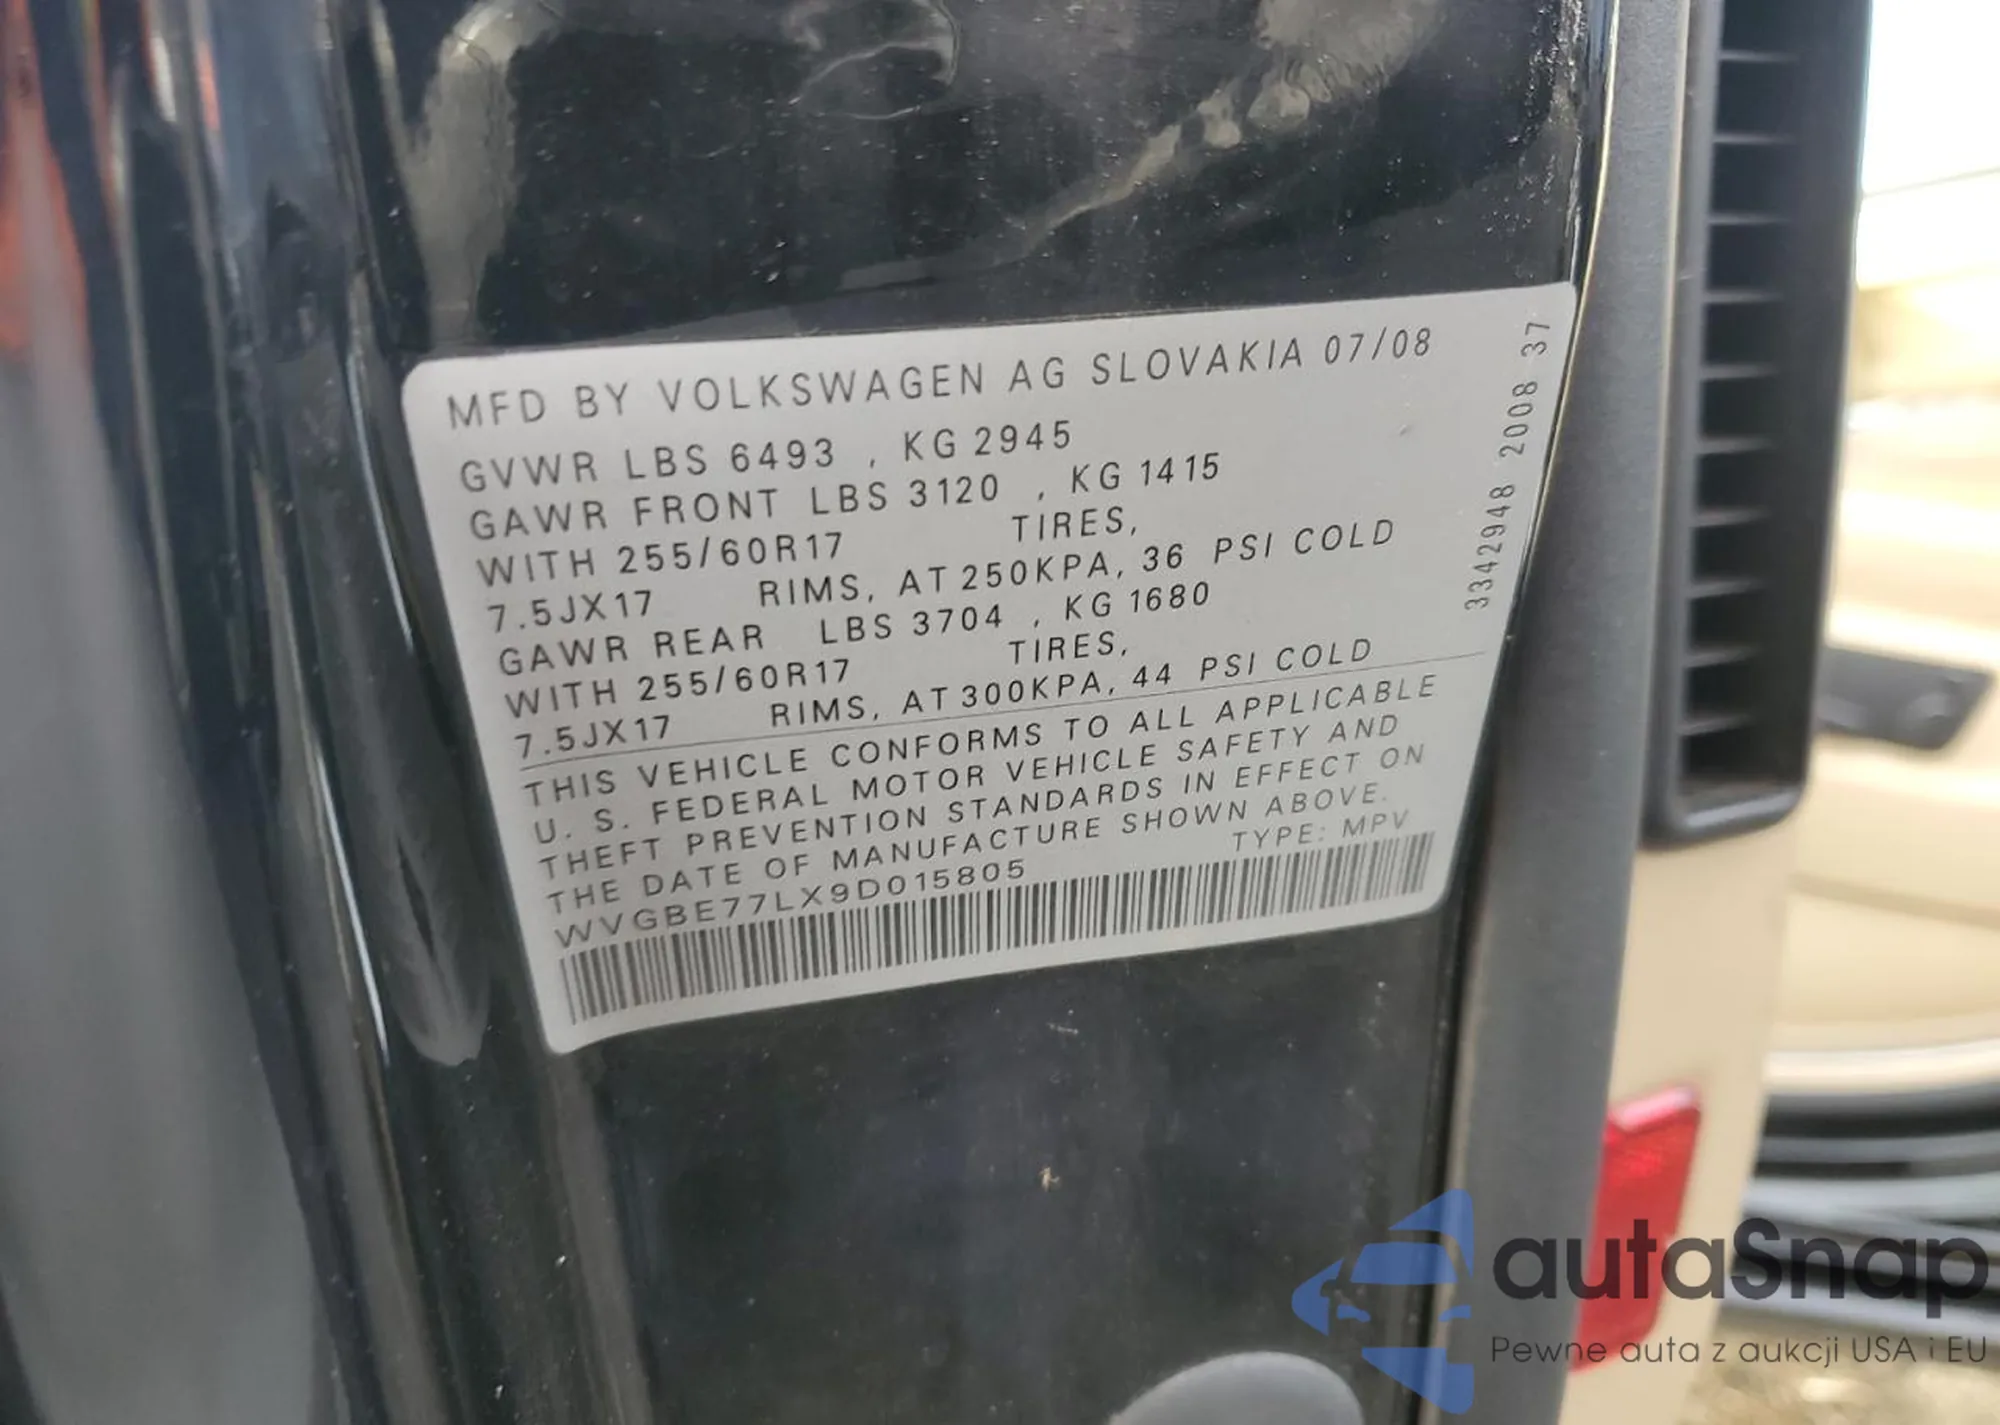 MFD BY VOLKSWAGEN AG SLOVAKIA 07/08
GVWR LBS 6493 , KG 2945
GAWR FRONT LBS 3120 , KG 1415
WITH 255/60R17 TIRES,
7.5JX17 RIMS, AT 250KPA, 36 PSI COLD
GAWR REAR LBS 3704 , KG 1680
WITH 255/60R17 TIRES,
7.5JX17 RIMS, AT 300KPA, 44 PSI COLD
THIS VEHICLE CONFORMS TO ALL APPLICABLE
U. S. FEDERAL MOTOR VEHICLE SAFETY AND
THEFT PREVENTION STANDARDS IN EFFECT ON
THE DATE OF MANUFACTURE SHOWN ABOVE.
WVGBE77LX9D015805 TYPE: MPV
3342948 2008 37
autaSnap
Pewne auta z aukcji USA i EU